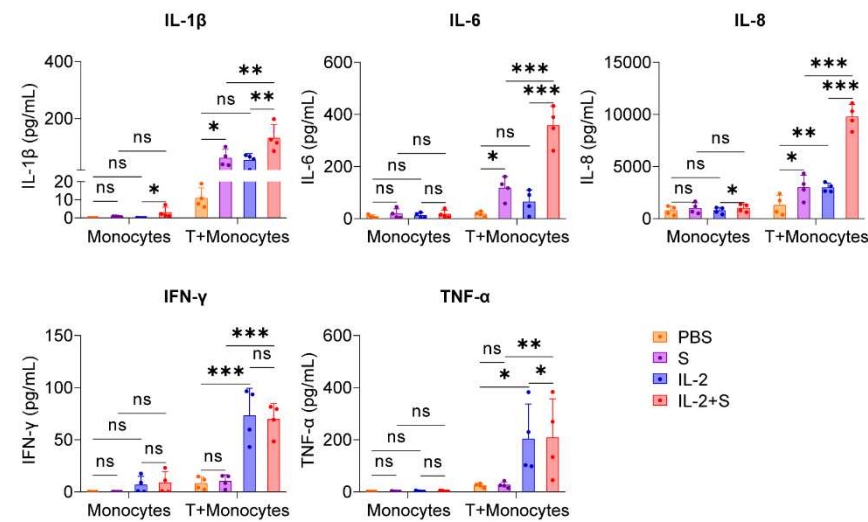 IL-1β
IL-1β (pg/mL)
400
200
20
10
0
ns
ns
ns
*
ns
*
**
**
Monocytes
T+Monocytes
IL-6
IL-6 (pg/mL)
600
400
200
0
ns
ns
ns
ns
ns
*
***
***
Monocytes
T+Monocytes
IL-8
IL-8 (pg/mL)
15000
10000
5000
0
ns
ns
ns
*
**
*
***
***
Monocytes
T+Monocytes
IFN-γ
IFN-γ (pg/mL)
150
100
50
0
ns
ns
ns
ns
***
ns
***
ns
Monocytes
T+Monocytes
TNF-α
TNF-α (pg/mL)
600
400
200
0
ns
ns
ns
ns
ns
*
**
*
Monocytes
T+Monocytes
PBS
S
IL-2
IL-2+S